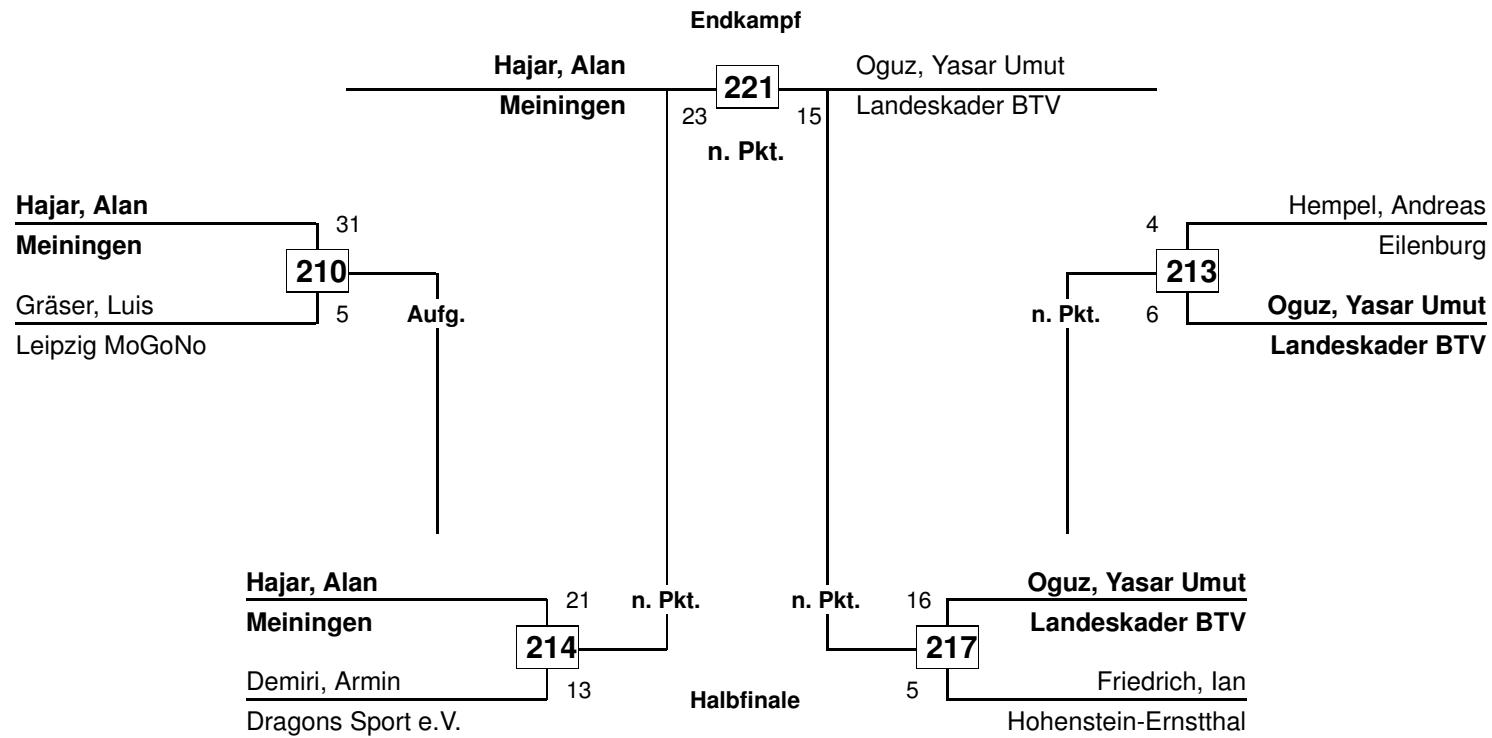 Endkampf
Hajar, Alan
Meiningen
23
221
n. Pkt.
15
Oguz, Yasar Umut
Landeskader BTV
Hajar, Alan
Meiningen
31
210
Aufg.
Gräser, Luis
5
Leipzig MoGoNo
Hempel, Andreas
4
Eilenburg
213
n. Pkt.
6
Oguz, Yasar Umut
Landeskader BTV
Hajar, Alan
21
n. Pkt.
Meiningen
214
Demiri, Armin
13
Dragons Sport e.V.
Halbfinale
n. Pkt.
16
Oguz, Yasar Umut
Landeskader BTV
217
5
Friedrich, Ian
Hohenstein-Ernstthal